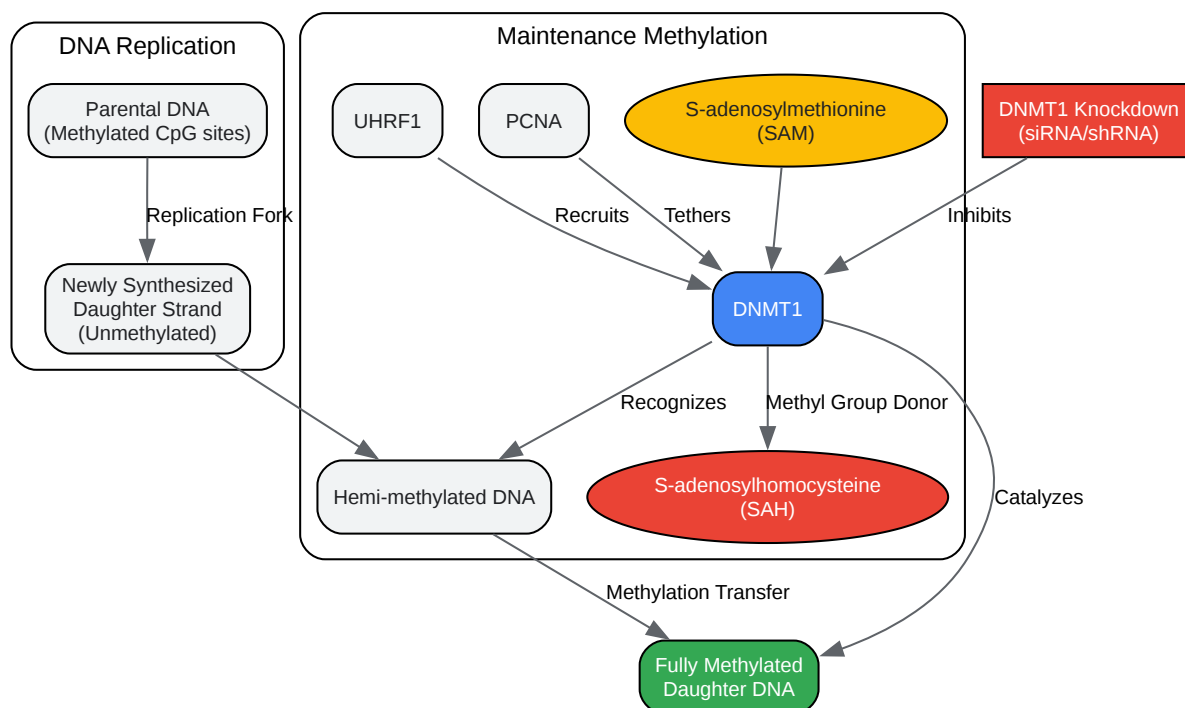 DNA Replication
Maintenance Methylation
Parental DNA
(Methylated CpG sites)
UHRF1
PCNA
S-adenosylmethionine
(SAM)
DNMT1 Knockdown
(siRNA/shRNA)
Replication Fork
Recruits
Tethers
Inhibits
Newly Synthesized
Daughter Strand
(Unmethylated)
DNMT1
Recognizes
Methyl Group Donor
Hemi-methylated DNA
S-adenosylhomocysteine
(SAH)
Catalyzes
Methylation Transfer
Fully Methylated
Daughter DNA